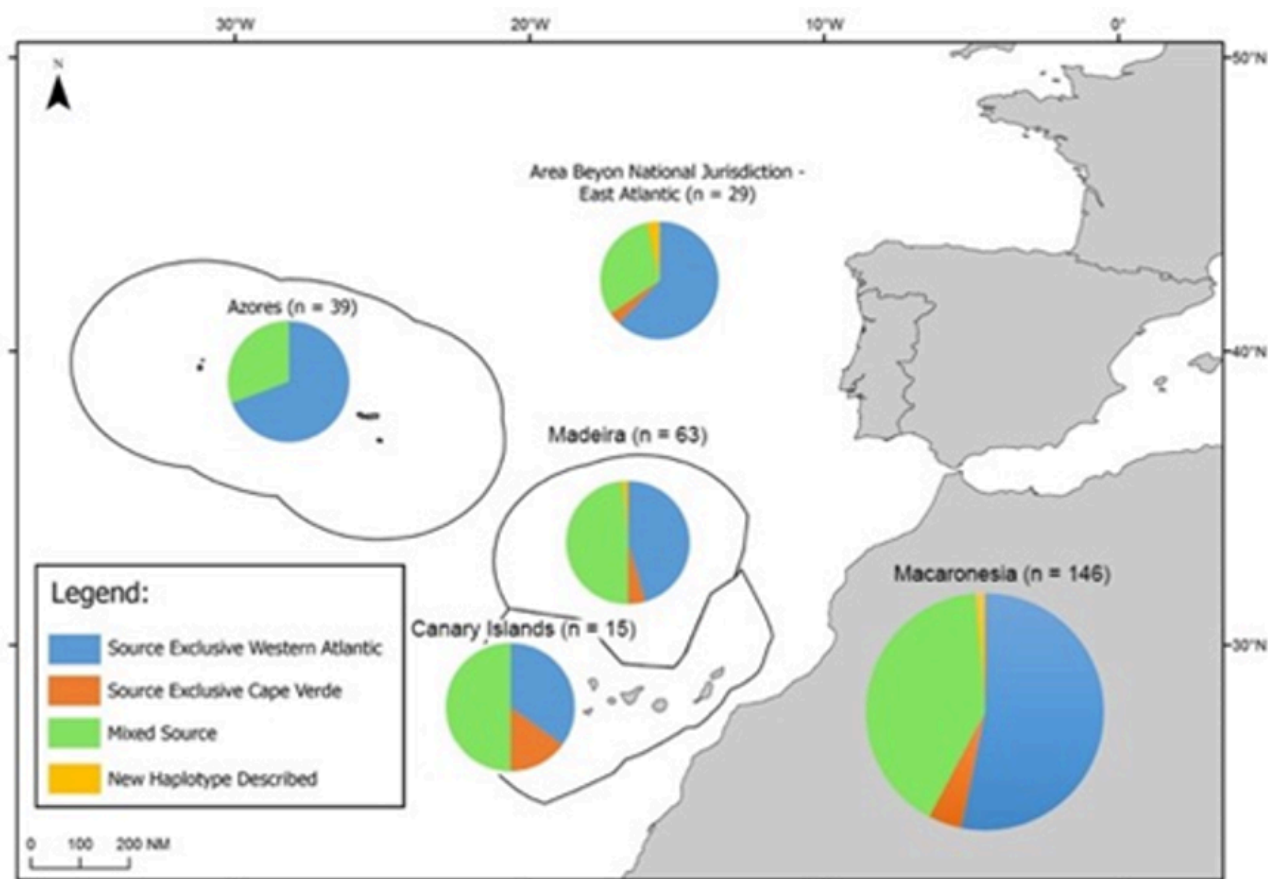 30°W 20°W 10°W 0°
50°N
N
Area Beyon National Jurisdiction -
East Atlantic (n = 29)
Azores (n = 39)
40°N
Madeira (n = 63)
Macaronesia (n = 146)
Legend:
Canary Islands (n = 15)
30°N
Source Exclusive Western Atlantic
Source Exclusive Cape Verde
Mixed Source
New Haplotype Described
0 100 200 NM